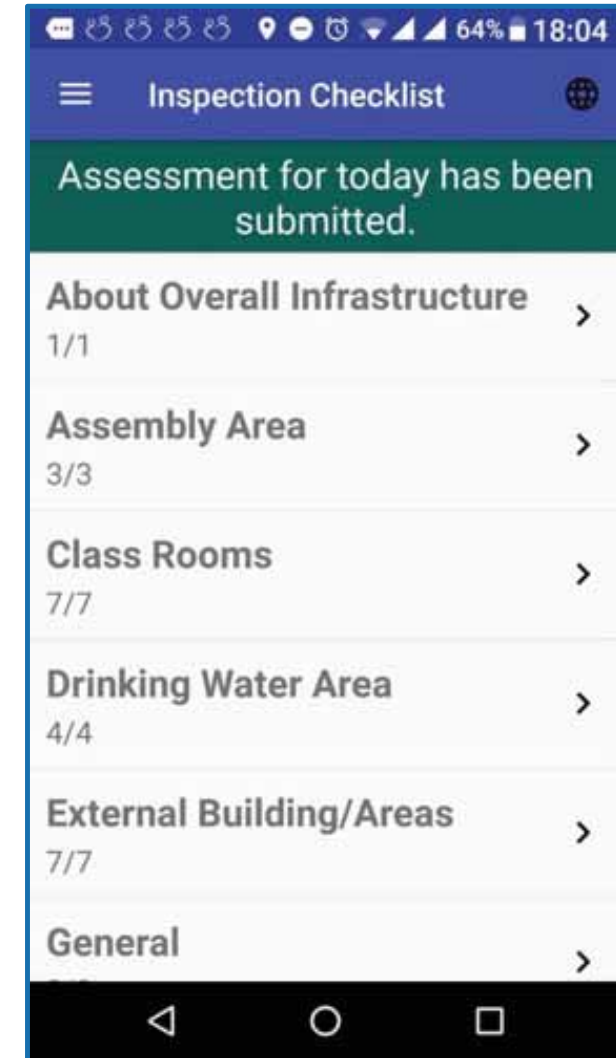 64% 18:04
Inspection Checklist
Assessment for today has been
submitted.
About Overall Infrastructure
1/1
Assembly Area
3/3
Class Rooms
7/7
Drinking Water Area
4/4
External Building/Areas
7/7
General